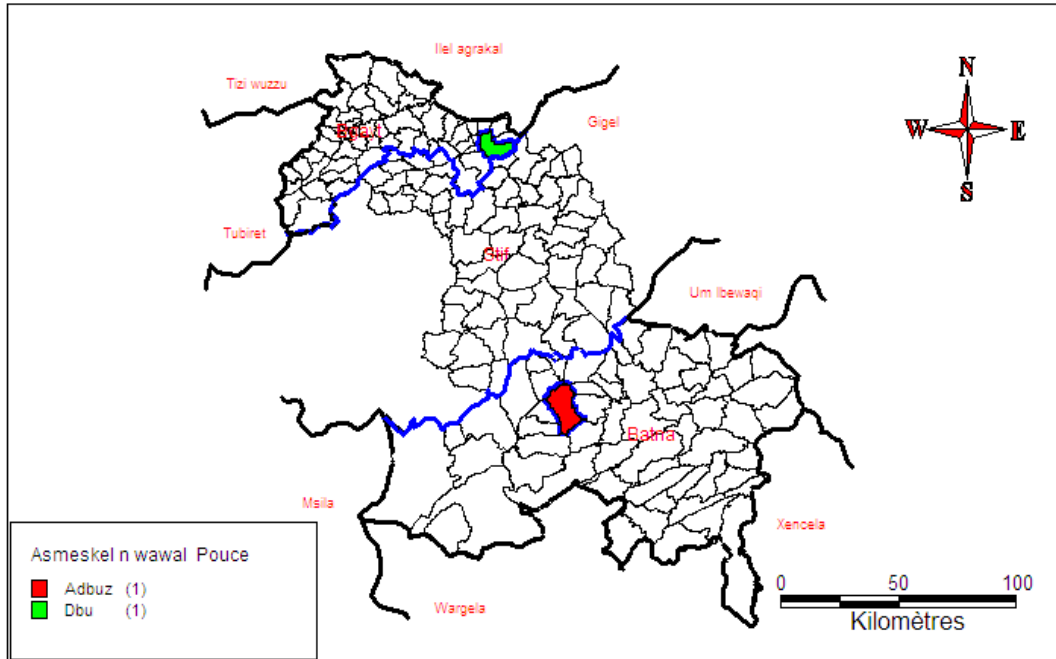 Ilel agrakal
Tizi wuzzu
Gigel
Bgayt
N
W E
S
Tubiret
Stif
Um lbewaqi
Batna
Msila
Xencela
Wargela
Asmeskel n wawal Pouce
Adbuz (1)
Dbu (1)
0 50 100
Kilomètres